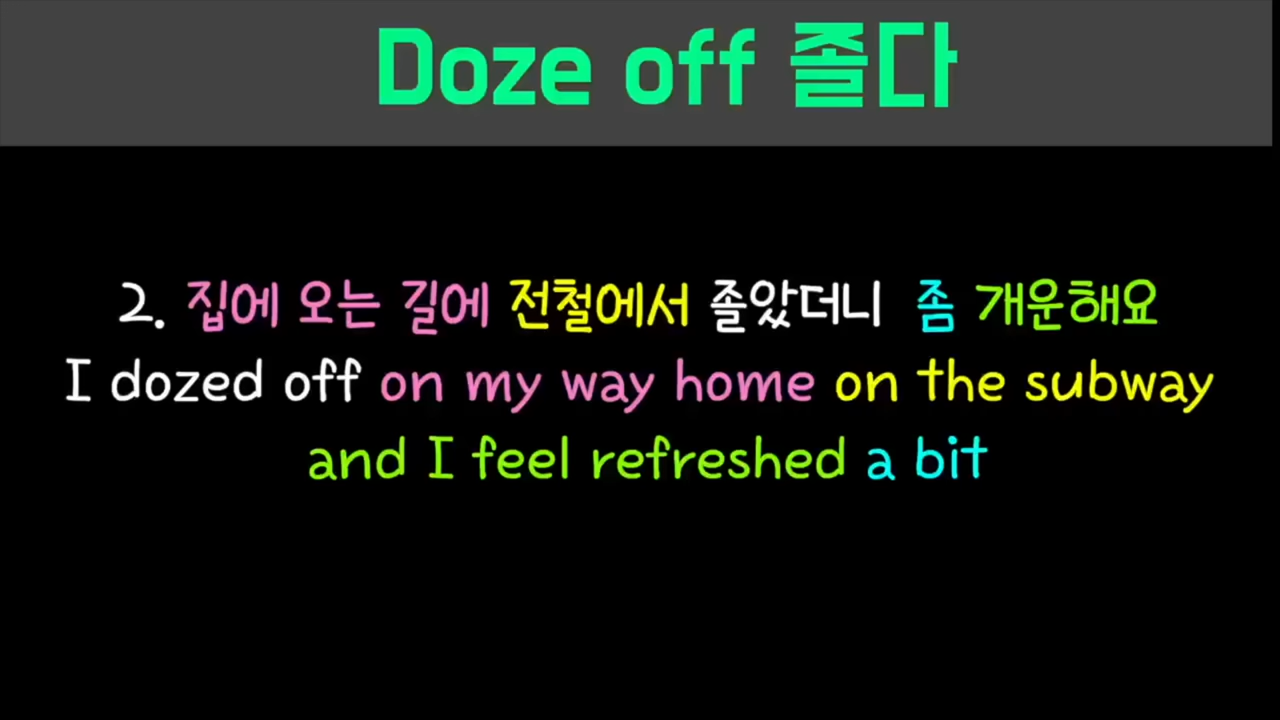 Doze off 졸다
2. 집에 오는 길에 전철에서 졸았더니 좀 개운해요
I dozed off on my way home on the subway
and I feel refreshed a bit